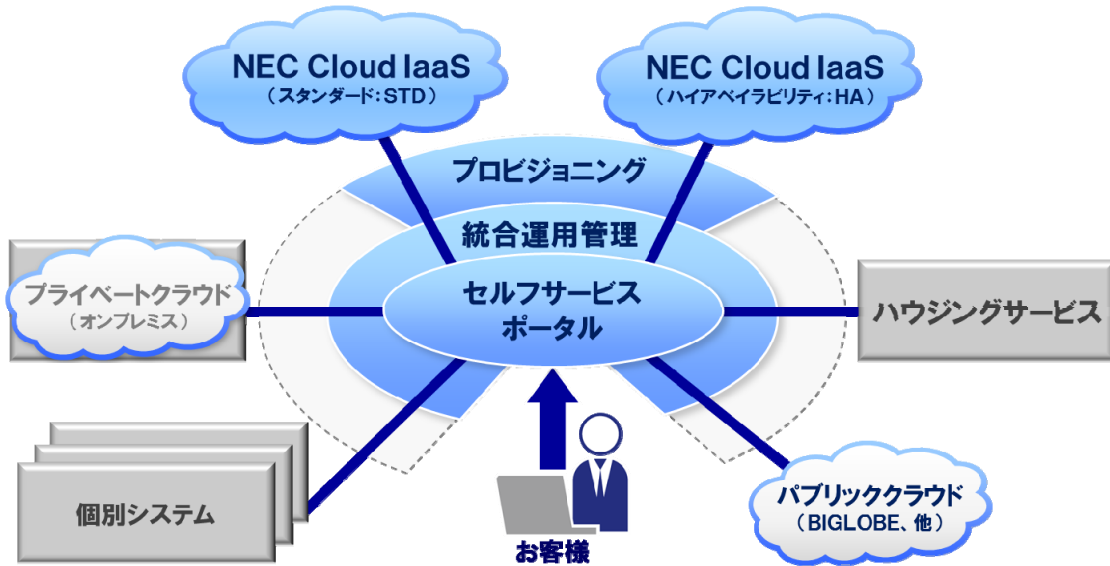 NEC Cloud IaaS
（スタンダード：STD）
NEC Cloud IaaS
（ハイアベイラビリティ：HA）
プロビジョニング
統合運用管理
セルフサービス
ポータル
プライベートクラウド
（オンプレミス）
ハウジングサービス
個別システム
パブリッククラウド
（BIGLOBE、他）
お客様